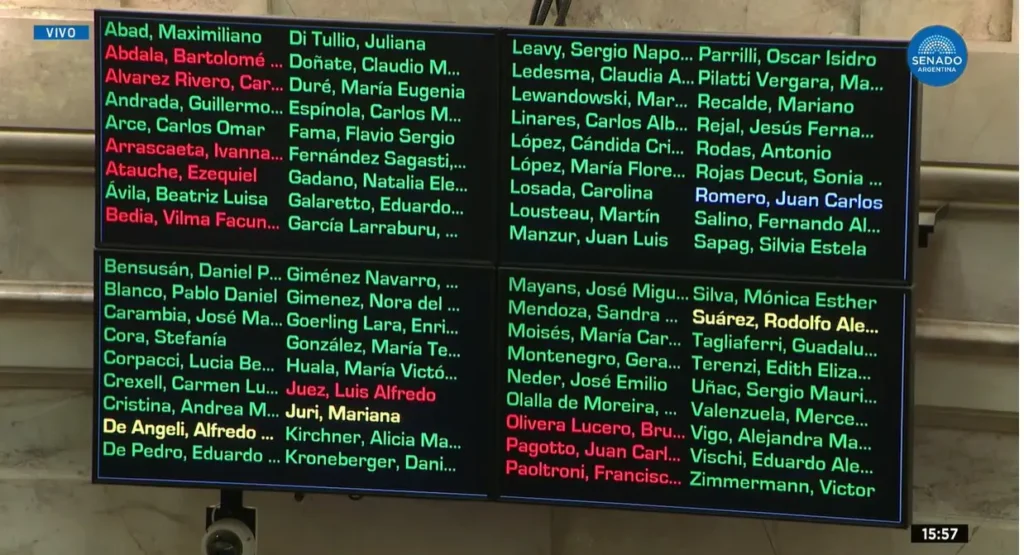 VIVO
SENADO
ARGENTINA
Abad, Maximiliano
Abdala, Bartolomé ...
Alvarez Rivero, Car...
Andrada, Guillermo...
Arce, Carlos Omar
Arrascaeta, Ivanna...
Atauche, Ezequiel
Ávila, Beatriz Luisa
Bedia, Vilma Facun...
Di Tullio, Juliana
Doñate, Claudio M...
Duré, María Eugenia
Espínola, Carlos M...
Fama, Flavio Sergio
Fernández Sagasti,...
Gadano, Natalia Ele...
Galaretto, Eduardo...
García Larraburu, ...
Leavy, Sergio Napo...
Ledesma, Claudia A...
Lewandowski, Mar...
Linares, Carlos Alb...
López, Cándida Cri...
López, María Flore...
Losada, Carolina
Lousteau, Martín
Manzur, Juan Luis
Parrilli, Oscar Isidro
Pilatti Vergara, Ma...
Recalde, Mariano
Rejal, Jesús Ferna...
Rodas, Antonio
Rojas Decut, Sonia ...
Romero, Juan Carlos
Salino, Fernando Al...
Sapag, Silvia Estela
Bensusán, Daniel P...
Blanco, Pablo Daniel
Carambia, José Ma...
Cora, Stefanía
Corpacci, Lucia Be...
Crexell, Carmen Lu...
Cristina, Andrea M...
De Angeli, Alfredo ...
De Pedro, Eduardo ...
Giménez Navarro, ...
Gimenez, Nora del ...
Goerling Lara, Enri...
González, María Te...
Huala, María Victó...
Juez, Luis Alfredo
Juri, Mariana
Kirchner, Alicia Ma...
Kroneberger, Dani...
Mayans, José Migu...
Mendoza, Sandra ...
Moisés, María Car...
Montenegro, Gera...
Neder, José Emilio
Olalla de Moreira, ...
Olivera Lucero, Bru...
Pagotto, Juan Carl...
Paoltroni, Francisc...
Silva, Mónica Esther
Suárez, Rodolfo Ale...
Tagliaferri, Guadalu...
Terenzi, Edith Eliza...
Uñac, Sergio Mauri...
Valenzuela, Merce...
Vigo, Alejandra Ma...
Vischi, Eduardo Ale...
Zimmermann, Victor
15:57